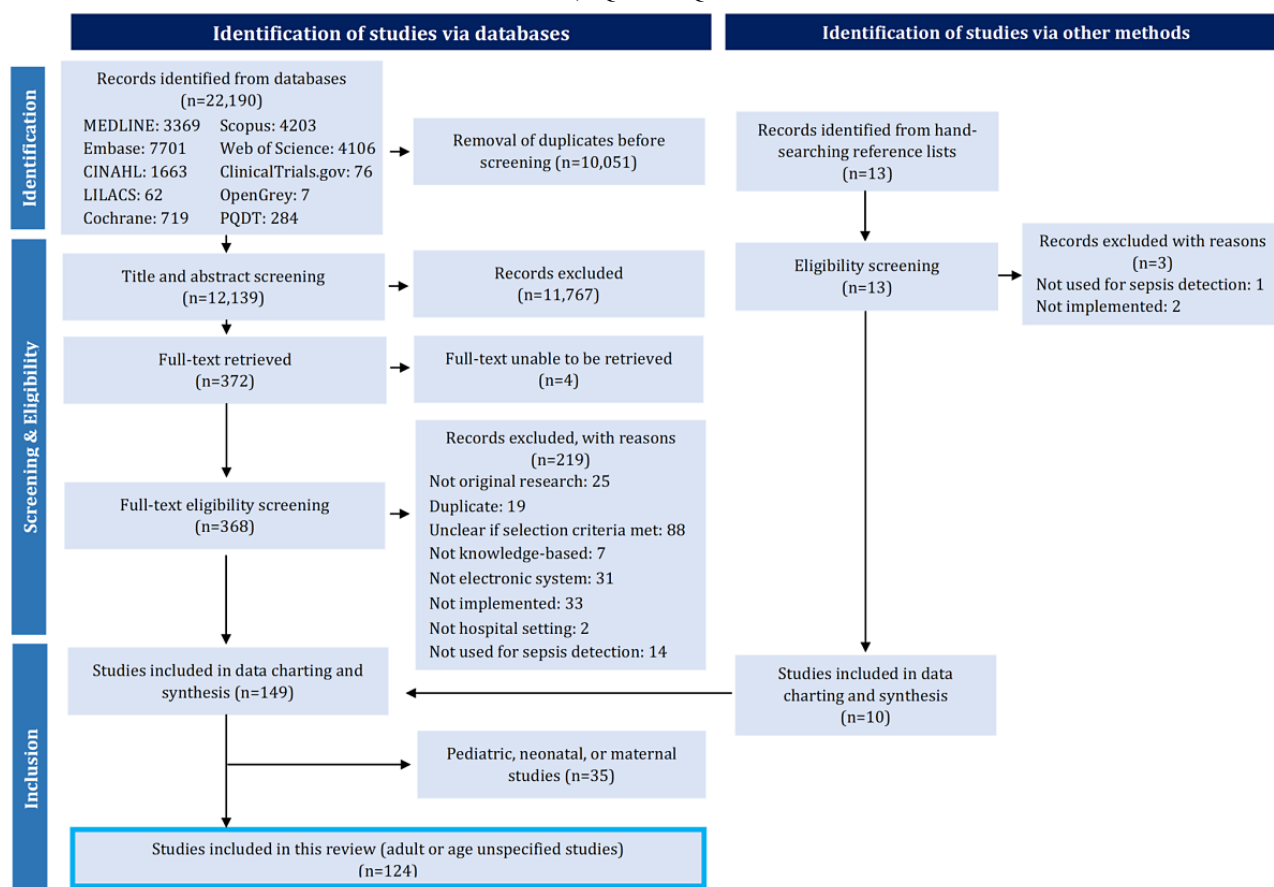 Identification of studies via databases
Identification of studies via other methods
Identification
Records identified from databases
(n=22,190)
MEDLINE: 3369 Scopus: 4203
Embase: 7701 Web of Science: 4106
CINAHL: 1663 ClinicalTrials.gov: 76
LILACS: 62 OpenGrey: 7
Cochrane: 719 PQDT: 284
Removal of duplicates before
screening (n=10,051)
Records identified from hand-
searching reference lists
(n=13)
Screening & Eligibility
Title and abstract screening
(n=12,139)
Records excluded
(n=11,767)
Eligibility screening
(n=13)
Records excluded with reasons
(n=3)
Not used for sepsis detection: 1
Not implemented: 2
Full-text retrieved
(n=372)
Full-text unable to be retrieved
(n=4)
Full-text eligibility screening
(n=368)
Records excluded, with reasons
(n=219)
Not original research: 25
Duplicate: 19
Unclear if selection criteria met: 88
Not knowledge-based: 7
Not electronic system: 31
Not implemented: 33
Not hospital setting: 2
Not used for sepsis detection: 14
Inclusion
Studies included in data charting and
synthesis (n=149)
Studies included in data
charting and synthesis
(n=10)
Pediatric, neonatal, or maternal
studies (n=35)
Studies included in this review (adult or age unspecified studies)
(n=124)